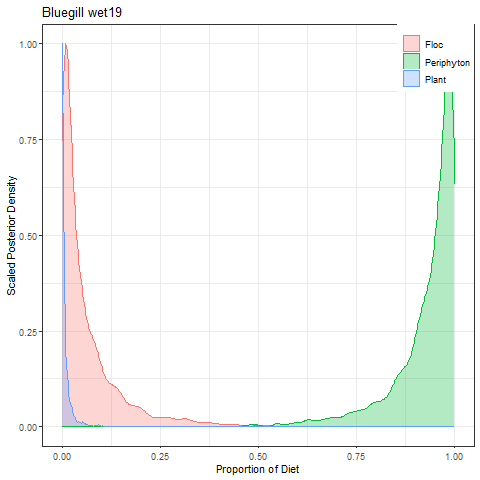 Bluegill wet19
Floc
Periphyton
Plant
1.00
0.75
0.50
0.25
0.00
Scaled Posterior Density
0.00 0.25 0.50 0.75 1.00
Proportion of Diet